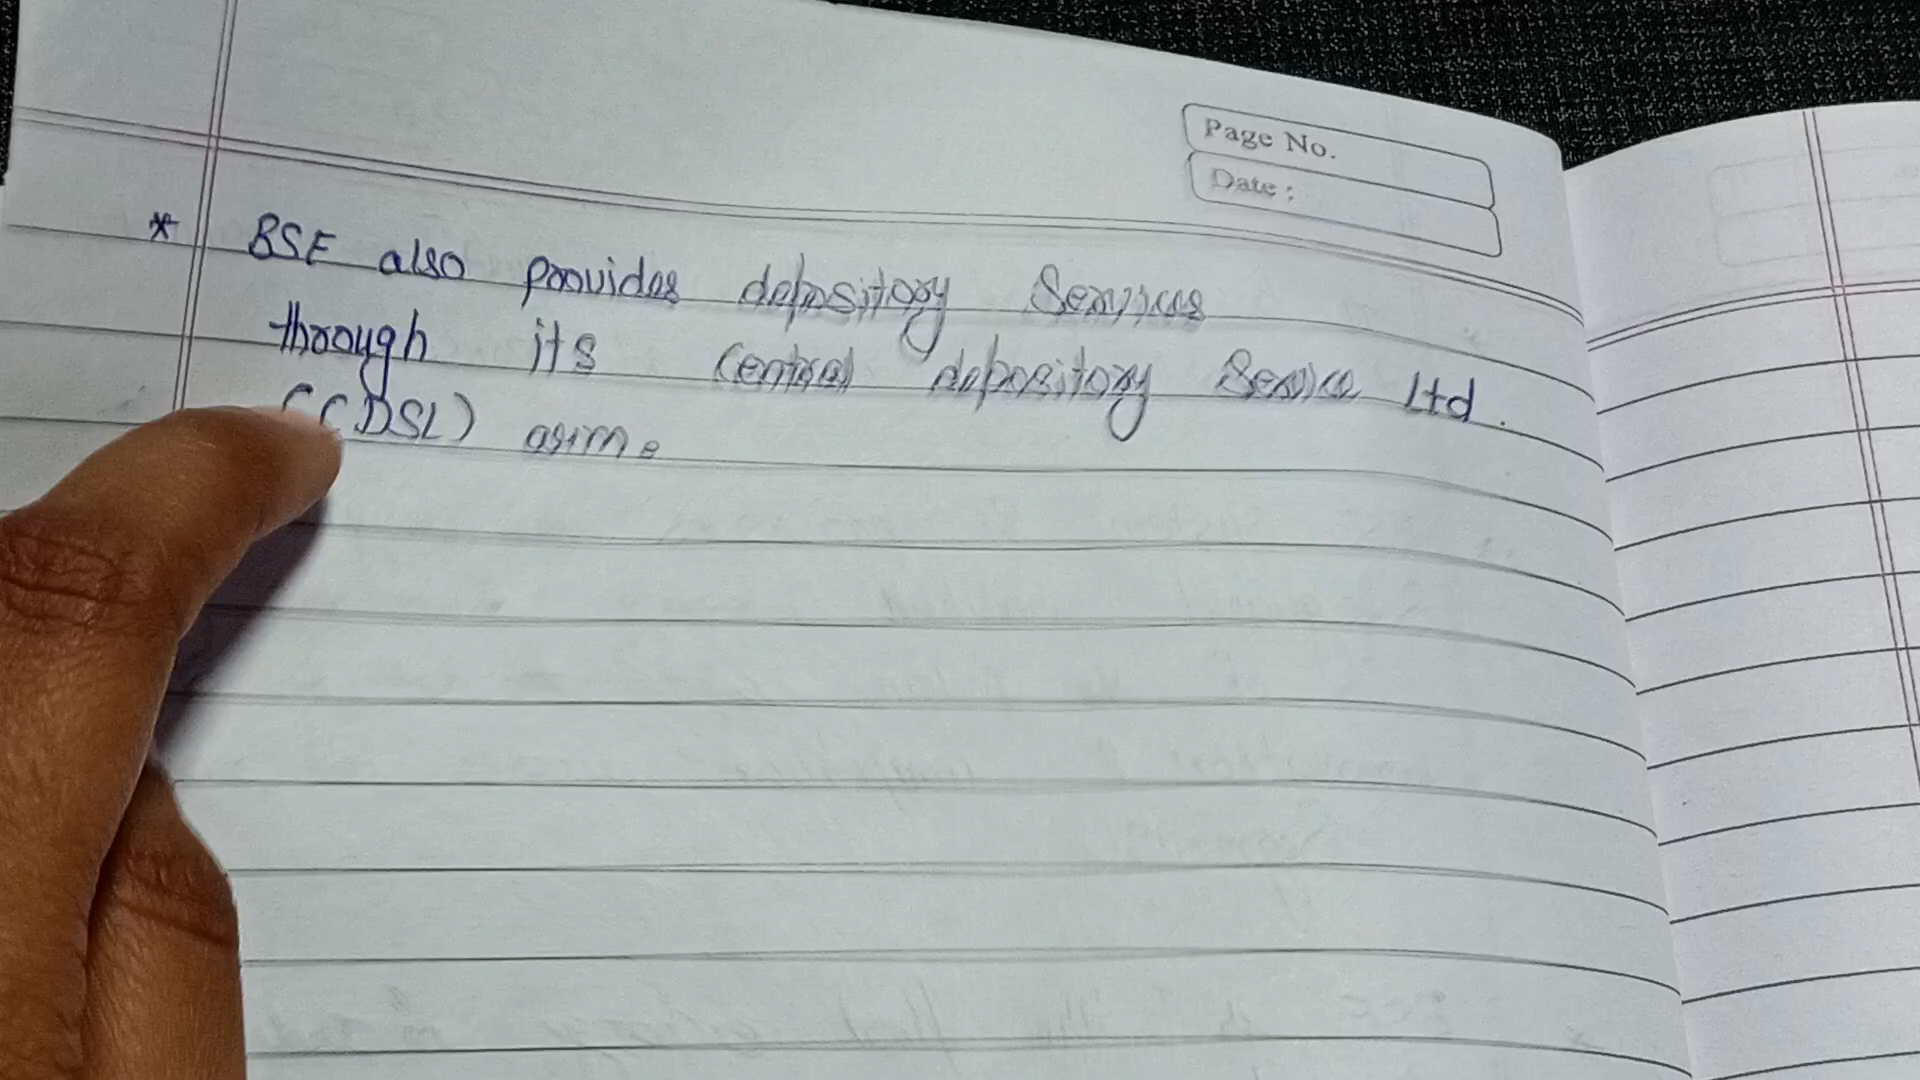 Page No.
Date :
* BSE also provides depository Services
through its Central depository Service Ltd.
(CDSL) arm.